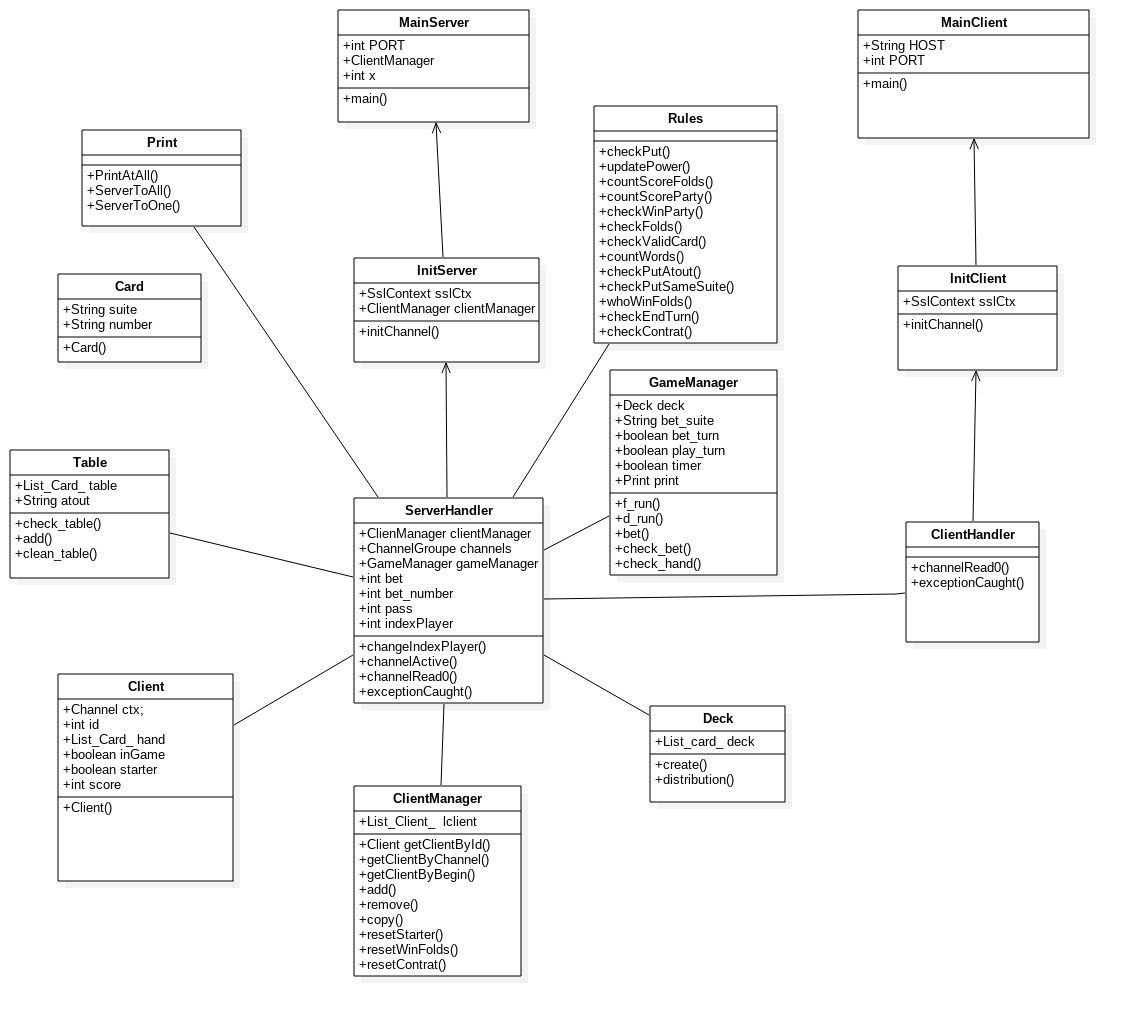 MainServer
+int PORT
+ClientManager
+int x
+main()
MainClient
+String HOST
+int PORT
+main()
Print
+PrintAtAll()
+ServerToAll()
+ServerToOne()
Rules
+checkPut()
+updatePower()
+countScoreFolds()
+countScoreParty()
+checkWinParty()
+checkFolds()
+checkValidCard()
+countWords()
+checkPutAtout()
+checkPutSameSuite()
+whoWinFolds()
+checkEndTurn()
+checkContrat()
Card
+String suite
+String number
+Card()
InitServer
+SslContext sslCtx
+ClientManager clientManager
+initChannel()
InitClient
+SslContext sslCtx
+initChannel()
GameManager
+Deck deck
+String bet_suite
+boolean bet_turn
+boolean play_turn
+boolean timer
+Print print
+f_run()
+d_run()
+bet()
+check_bet()
+check_hand()
Table
+List_Card_ table
+String atout
+check_table()
+add()
+clean_table()
ServerHandler
+ClienManager clientManager
+ChannelGroupe channels
+GameManager gameManager
+int bet
+int bet_number
+int pass
+int indexPlayer
+changeIndexPlayer()
+channelActive()
+channelRead0()
+exceptionCaught()
ClientHandler
+channelRead0()
+exceptionCaught()
Client
+Channel ctx;
+int id
+List_Card_ hand
+boolean inGame
+boolean starter
+int score
+Client()
Deck
+List_card_ deck
+create()
+distribution()
ClientManager
+List_Client_ lclient
+Client getClientById()
+getClientByChannel()
+getClientByBegin()
+add()
+remove()
+copy()
+resetStarter()
+resetWinFolds()
+resetContrat()